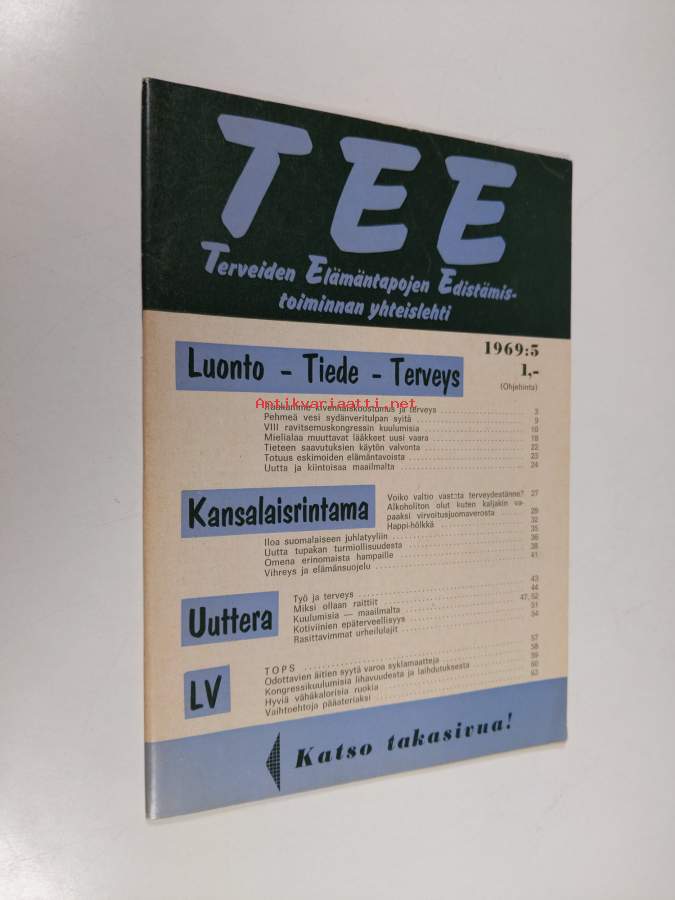 TEE
Terveiden Elämäntapojen Edistämis-
toiminnan yhteislehti
1969:5
1,-
(Ohjehinta)
Luonto - Tiede - Terveys
Antikvariaatti.net
kivennäiskoostumus ja terveys 3
Pehmeä vesi sydänveritulpan syitä 9
VIII ravitsemuskongressin kuulumisia 10
Mielialaa muuttavat lääkkeet uusi vaara 18
Tieteen saavutuksien käytön valvonta 22
Totuus eskimoiden elämäntavoista 23
Uutta ja kiintoisaa maailmalta 24
Kansalaisrintama
Voiko valtio vast:ta terveydestänne? 27
Alkoholiton olut kuten kaljakin va-
paaksi virvoitusjuomaverosta 29
Happi-hölkkä 32
Iloa suomalaiseen juhlatyyliin 35
Uutta tupakan turmiollisuudesta 36
Omena erinomaista hampaille 38
Vihreys ja elämänsuojelu 41
Uuttera
Työ ja terveys 43
Miksi ollaan raittiit 44
Kuulumisia — maailmalta 47, 52
Kotiviinien epäterveellisyys 51
Rasittavimmat urheilulajit 54
LV
TOPS 57
Odottavien äitien syytä varoa syklamaatteja 58
Kongressikuulumisia lihavuudesta ja laihdutuksesta 59
Hyviä vähäkalorisia ruokia 60
Vaihtoehtoja pääateriaksi 63
Katso takasivua!